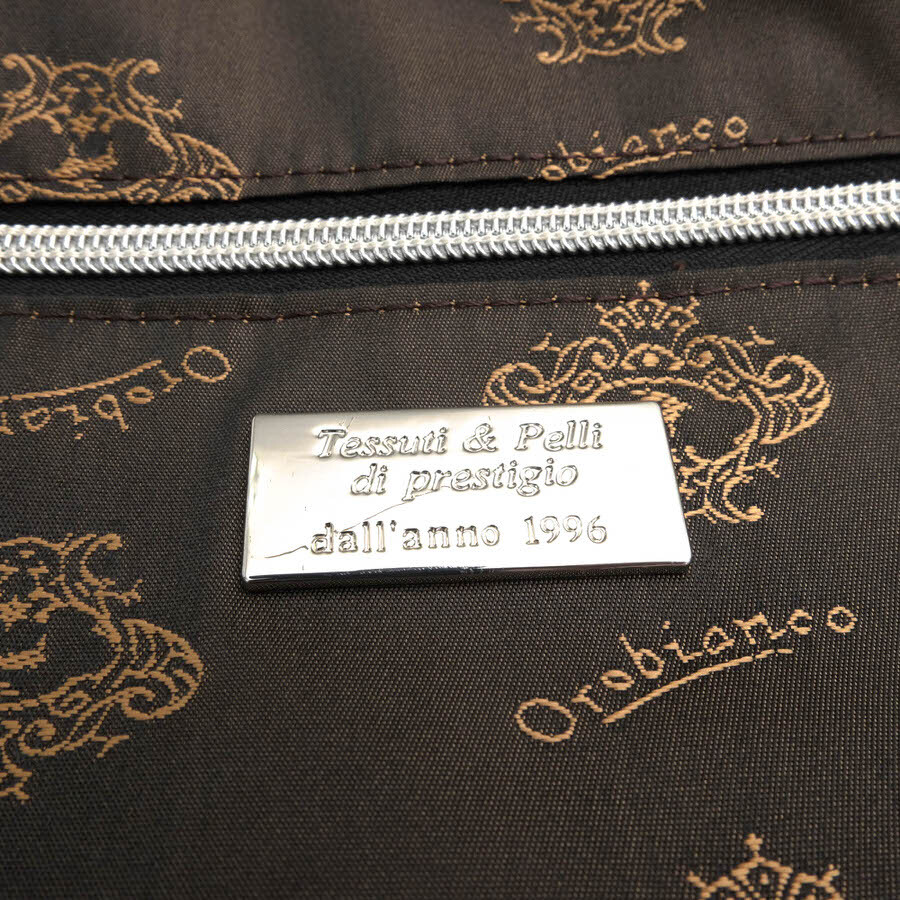 Orobianco
Orobianco
Tessuti & Pelli
di prestigio
dall'anno 1996
Orobianco